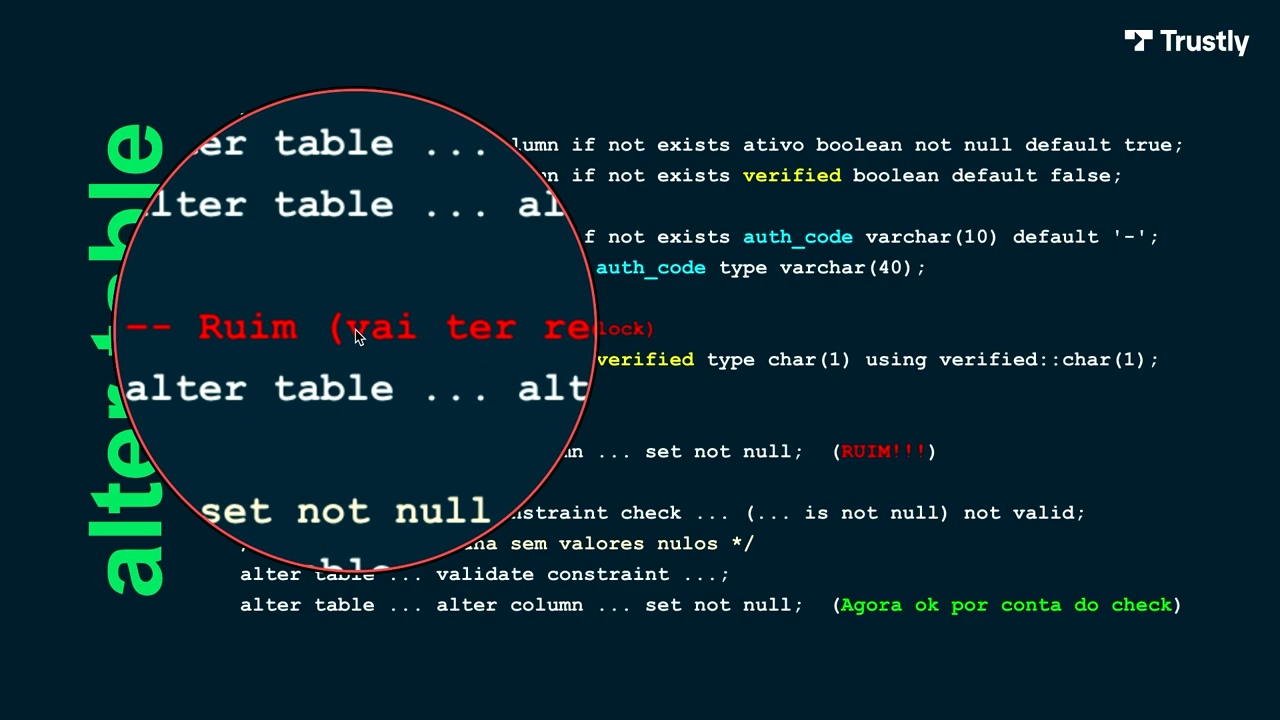 Trustly
alter table
alter table ... lumn if not exists ativo boolean not null default true;
alter table ... al n if not exists verified boolean default false;
f not exists auth_code varchar(10) default '-';
auth_code type varchar(40);
-- Ruim (vai ter re lock)
alter table ... alt verified type char(1) using verified::char(1);
set not null
... set not null; (RUIM!!!)
nstraint check ... (... is not null) not valid;
sem valores nulos */
alter table ... validate constraint ...;
alter table ... alter column ... set not null; (Agora ok por conta do check)